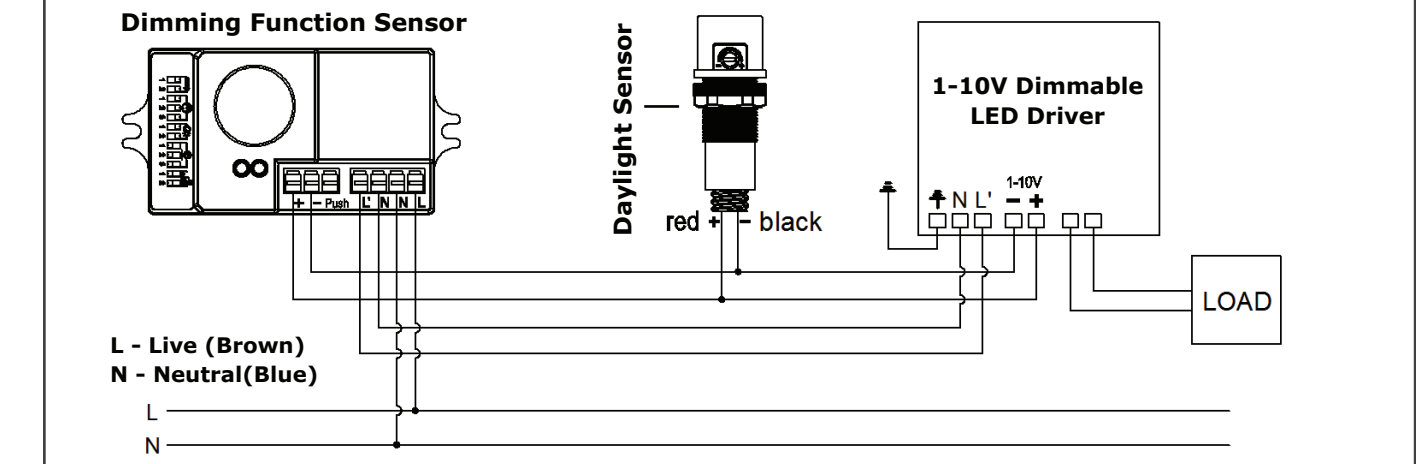 Dimming Function Sensor
+ − Push L' N N L
Daylight Sensor
red + − black
1-10V Dimmable
LED Driver
1-10V
N L' − +
LOAD
L - Live (Brown)
N - Neutral(Blue)
L
N